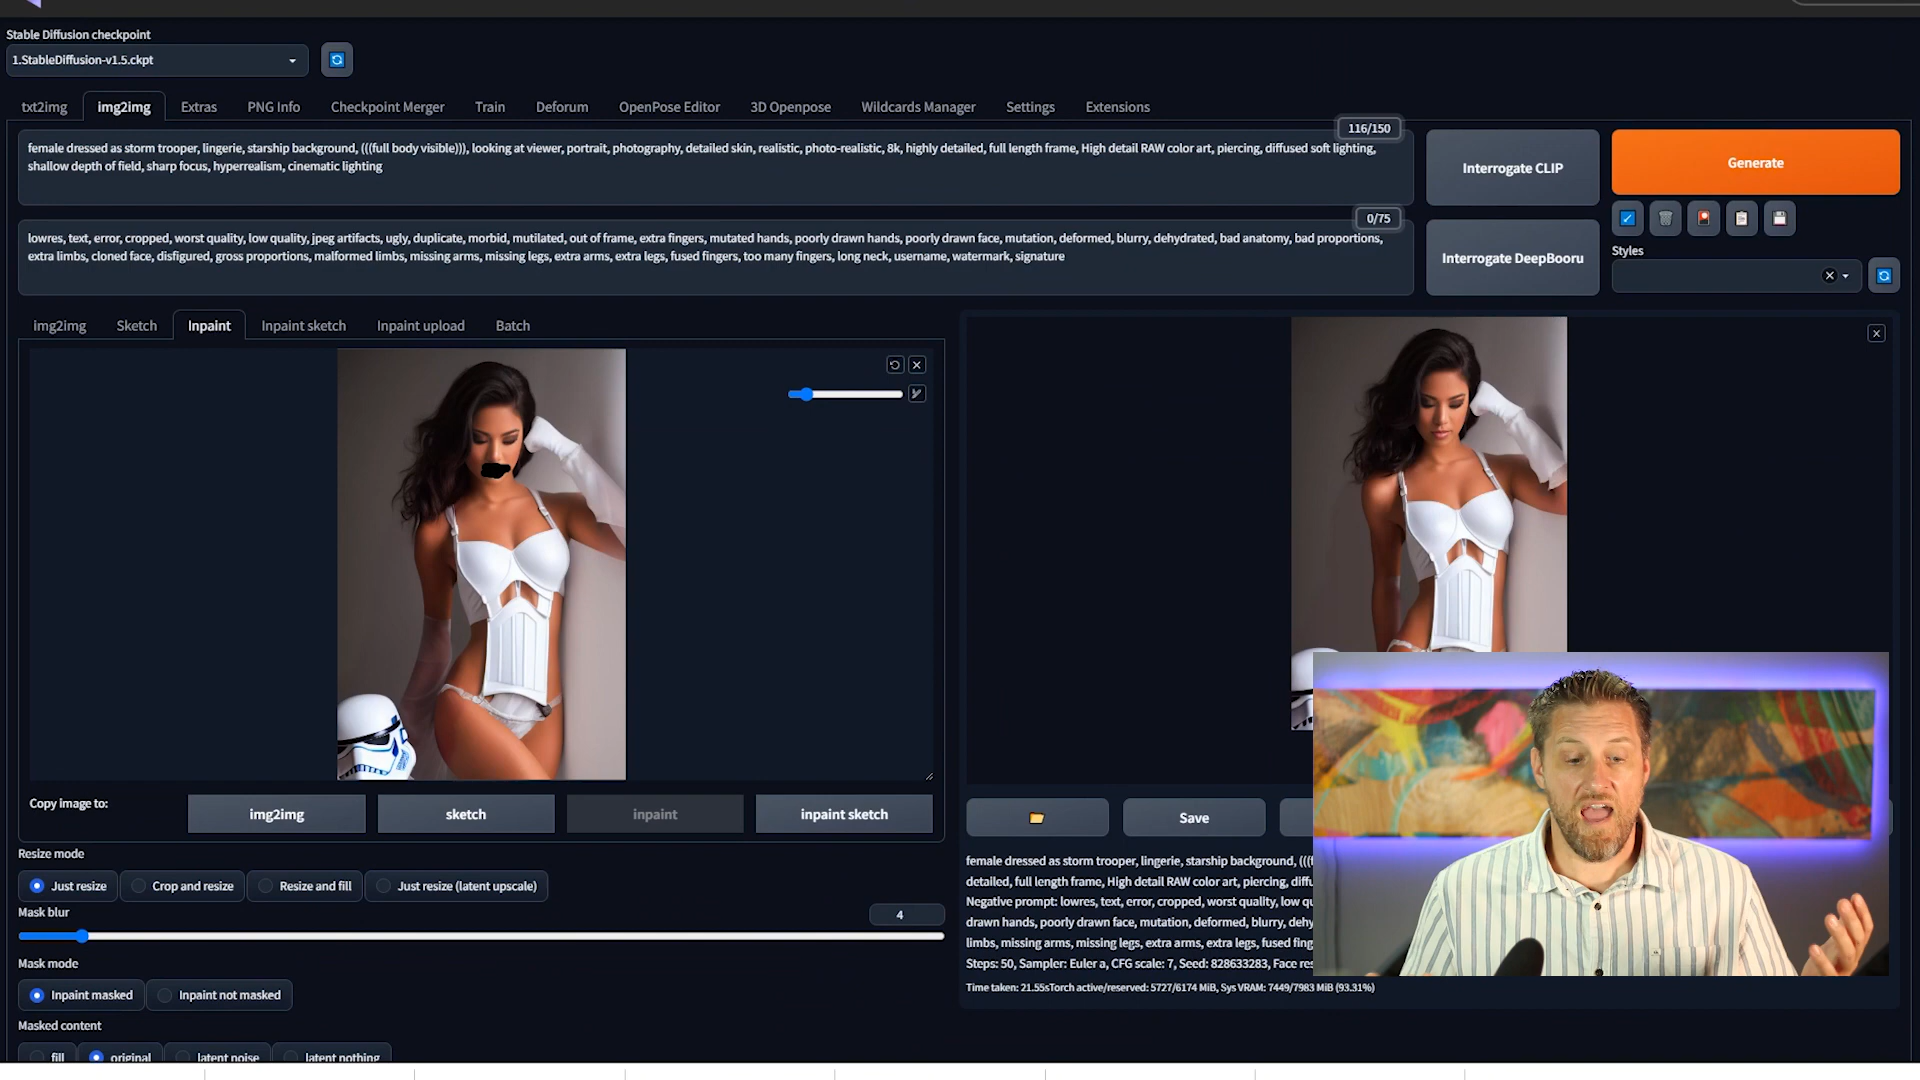 Stable Diffusion checkpoint
1.StableDiffusion-v1.5.ckpt
txt2img img2img Extras PNG Info Checkpoint Merger Train Deforum OpenPose Editor 3D Openpose Wildcards Manager Settings Extensions
116/150
female dressed as storm trooper, lingerie, starship background, (((full body visible))), looking at viewer, portrait, photography, detailed skin, realistic, photo-realistic, 8k, highly detailed, full length frame, High detail RAW color art, piercing, diffused soft lighting,
shallow depth of field, sharp focus, hyperrealism, cinematic lighting
Interrogate CLIP
Generate
0/75
lowres, text, error, cropped, worst quality, low quality, jpeg artifacts, ugly, duplicate, morbid, mutilated, out of frame, extra fingers, mutated hands, poorly drawn hands, poorly drawn face, mutation, deformed, blurry, dehydrated, bad anatomy, bad proportions,
extra limbs, cloned face, disfigured, gross proportions, malformed limbs, missing arms, missing legs, extra arms, extra legs, fused fingers, too many fingers, long neck, username, watermark, signature
Interrogate DeepBooru
Styles
img2img Sketch Inpaint Inpaint sketch Inpaint upload Batch
Copy image to:
img2img sketch inpaint inpaint sketch
Resize mode
Just resize Crop and resize Resize and fill Just resize (latent upscale)
Mask blur
4
Mask mode
Inpaint masked Inpaint not masked
Masked content
fill original latent noise latent nothing
Save
female dressed as storm trooper, lingerie, starship background, (((f
detailed, full length frame, High detail RAW color art, piercing, diffu
Negative prompt: lowres, text, error, cropped, worst quality, low qu
drawn hands, poorly drawn face, mutation, deformed, blurry, dehy
limbs, missing arms, missing legs, extra arms, extra legs, fused fing
Steps: 50, Sampler: Euler a, CFG scale: 7, Seed: 828633283, Face res
Time taken: 21.55sTorch active/reserved: 5727/6174 MiB, Sys VRAM: 7449/7983 MiB (93.31%)